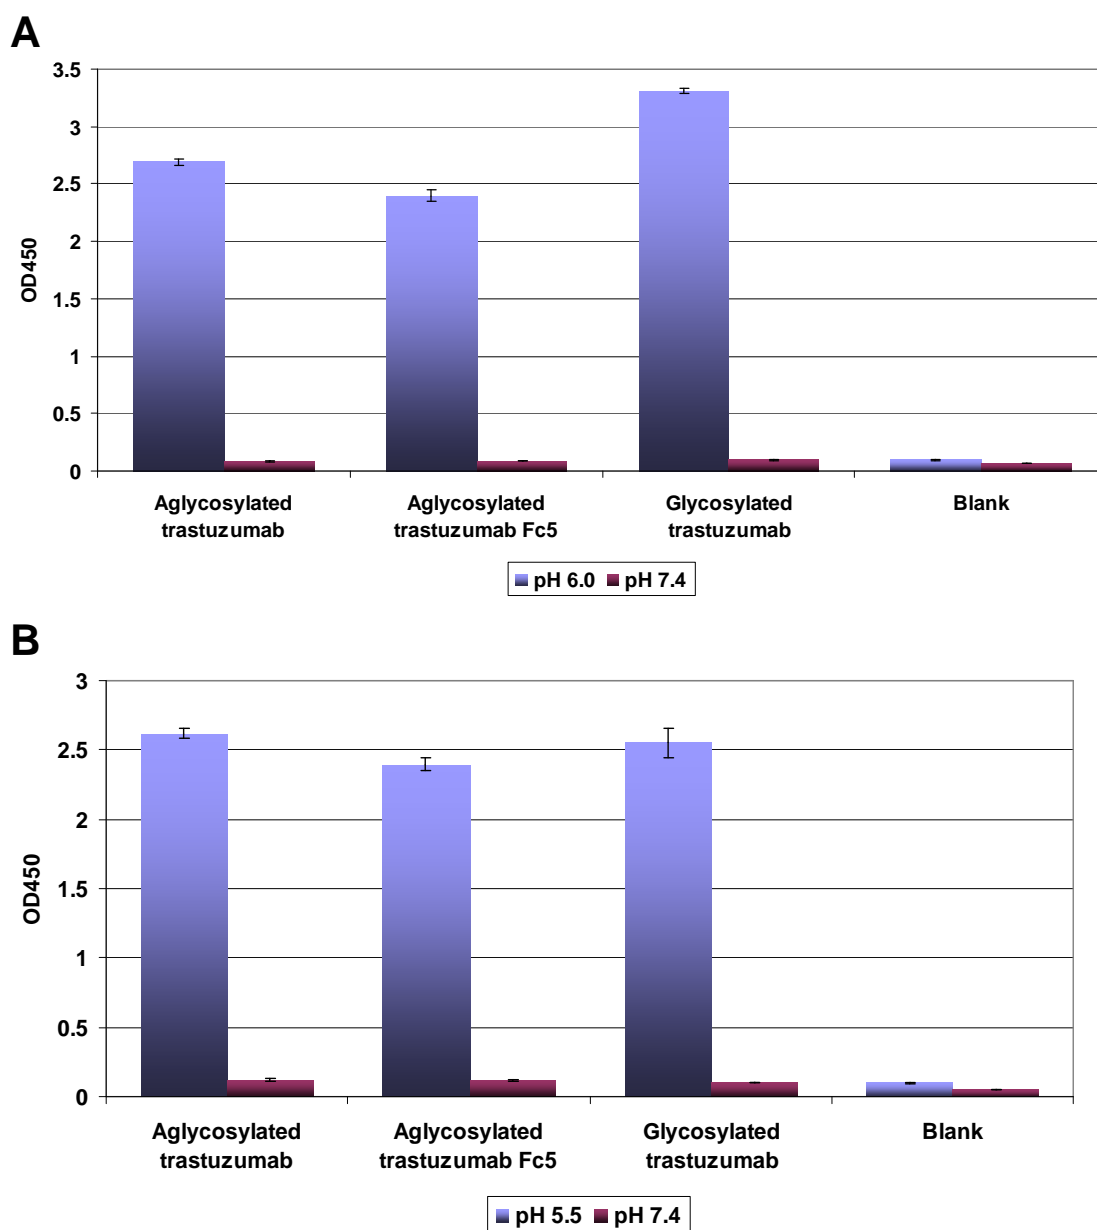 A
3.5
3
2.5
2
1.5
1
0.5
0
OD450
Aglycosylated trastuzumab
Aglycosylated trastuzumab Fc5
Glycosylated trastuzumab
Blank
pH 6.0 pH 7.4
B
3
2.5
2
1.5
1
0.5
0
OD450
Aglycosylated trastuzumab
Aglycosylated trastuzumab Fc5
Glycosylated trastuzumab
Blank
pH 5.5 pH 7.4